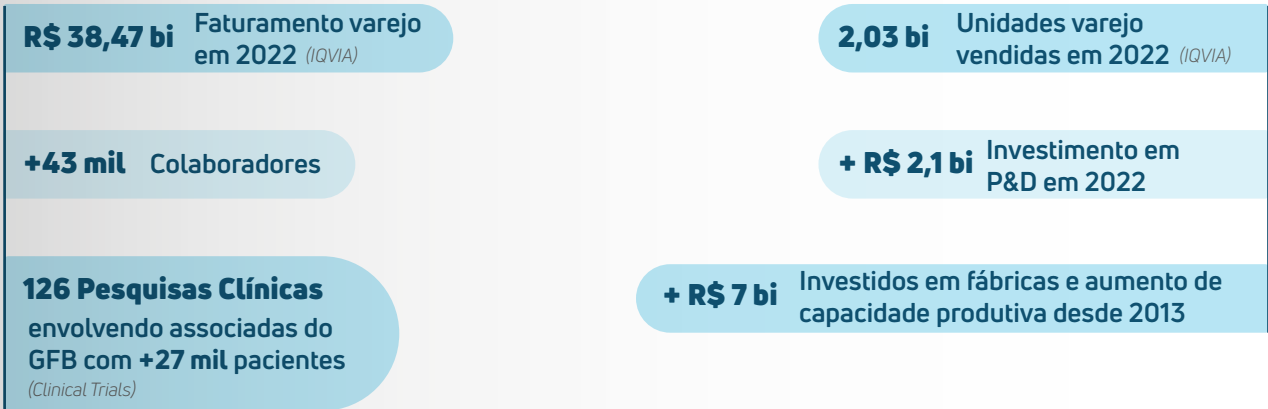 R$ 38,47 bi Faturamento varejo
em 2022 (IQVIA)
2,03 bi Unidades varejo
vendidas em 2022 (IQVIA)
+43 mil Colaboradores
+ R$ 2,1 bi Investimento em
P&D em 2022
126 Pesquisas Clínicas
envolvendo associadas do
GFB com +27 mil pacientes
(Clinical Trials)
+ R$ 7 bi Investidos em fábricas e aumento de
capacidade produtiva desde 2013